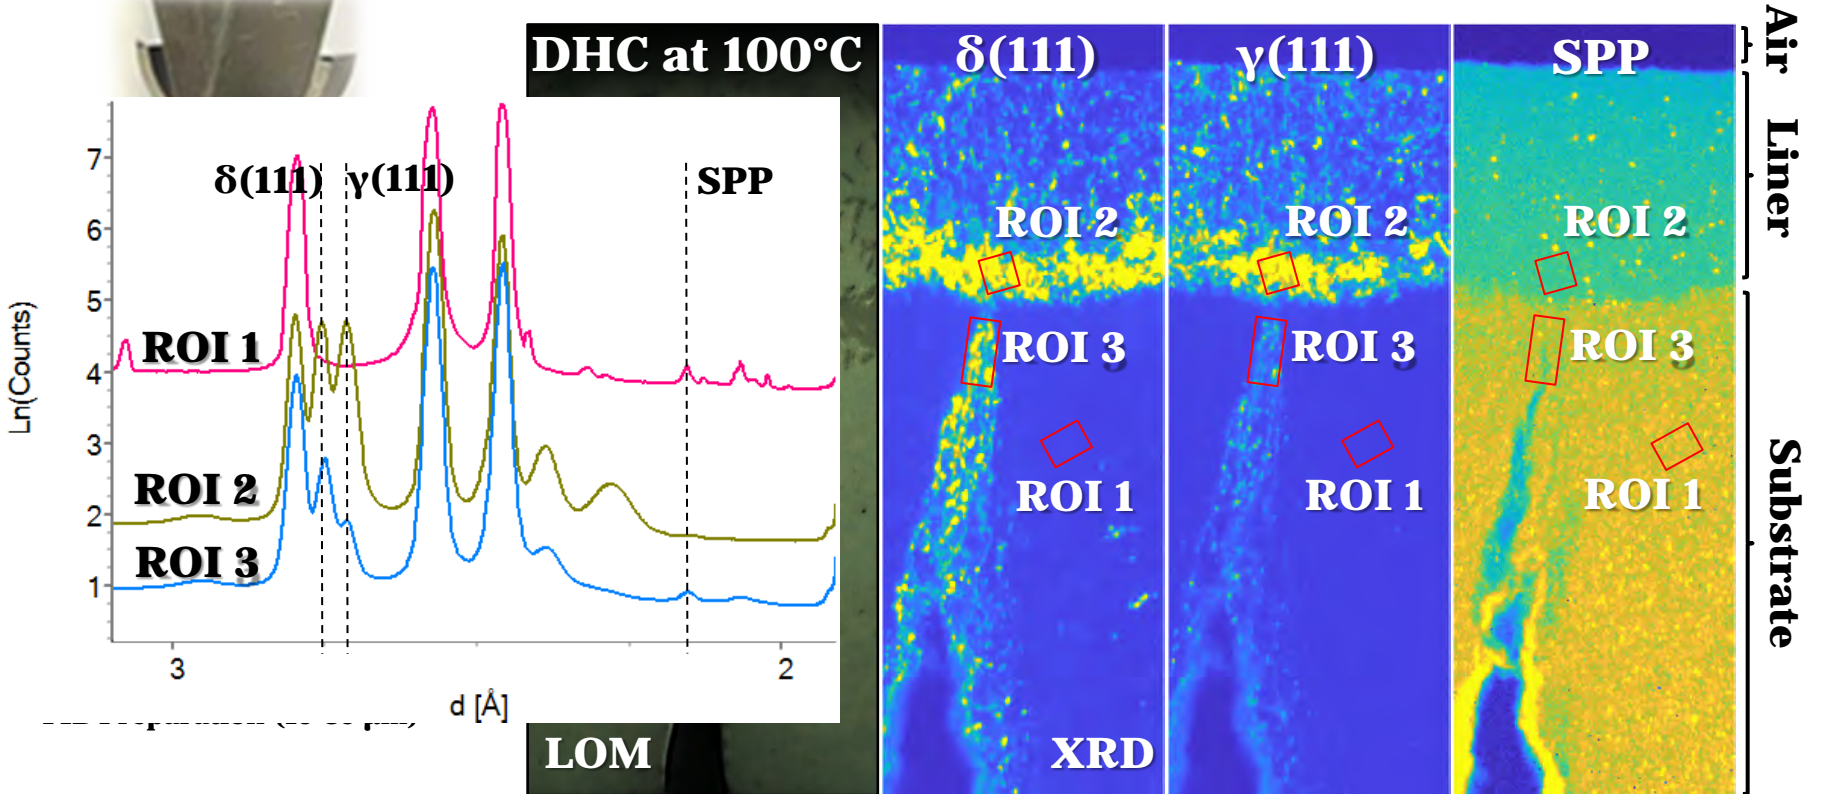 DHC at 100°C
δ(111)
γ(111)
SPP
Air
Liner
Substrate
7
6
5
4
3
2
1
Ln(Counts)
δ(111)
γ(111)
SPP
ROI 1
ROI 2
ROI 3
3
2
d [Å]
LOM
ROI 2
ROI 3
ROI 1
XRD
ROI 2
ROI 3
ROI 1
ROI 2
ROI 3
ROI 1